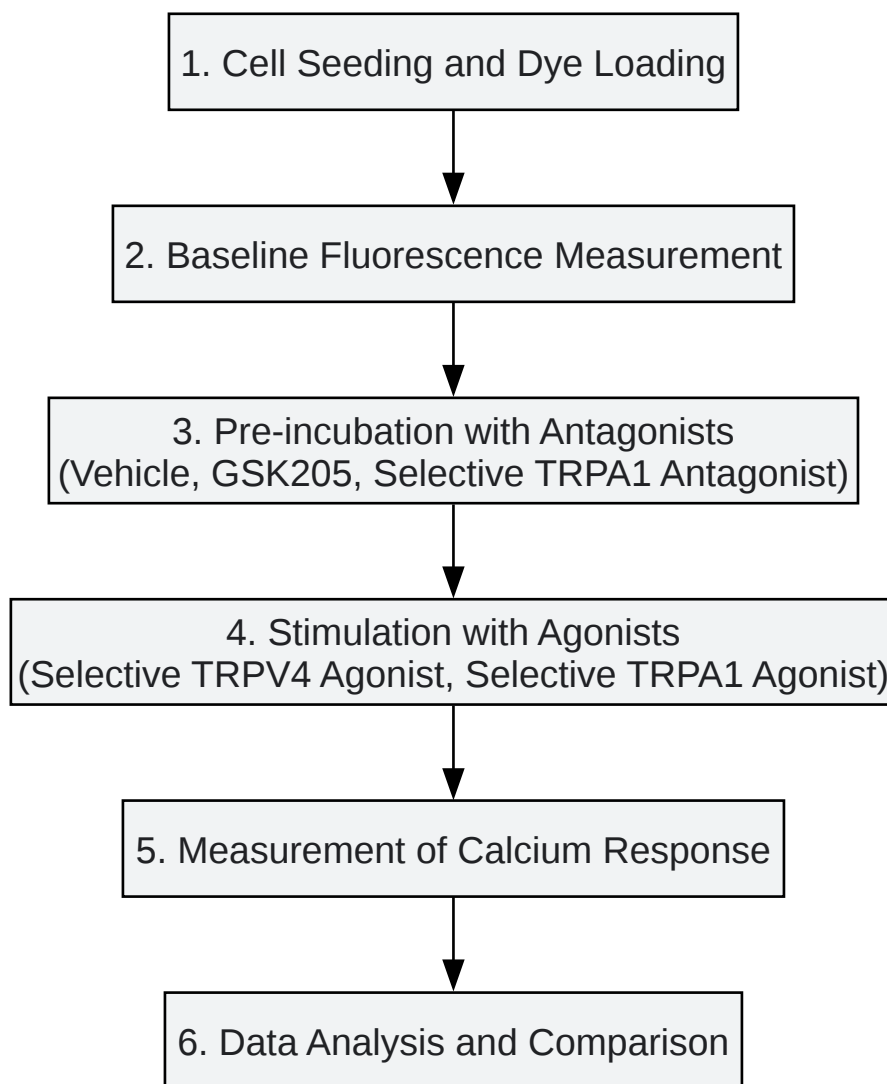 1. Cell Seeding and Dye Loading
2. Baseline Fluorescence Measurement
3. Pre-incubation with Antagonists
(Vehicle, GSK205, Selective TRPA1 Antagonist)
4. Stimulation with Agonists
(Selective TRPV4 Agonist, Selective TRPA1 Agonist)
5. Measurement of Calcium Response
6. Data Analysis and Comparison